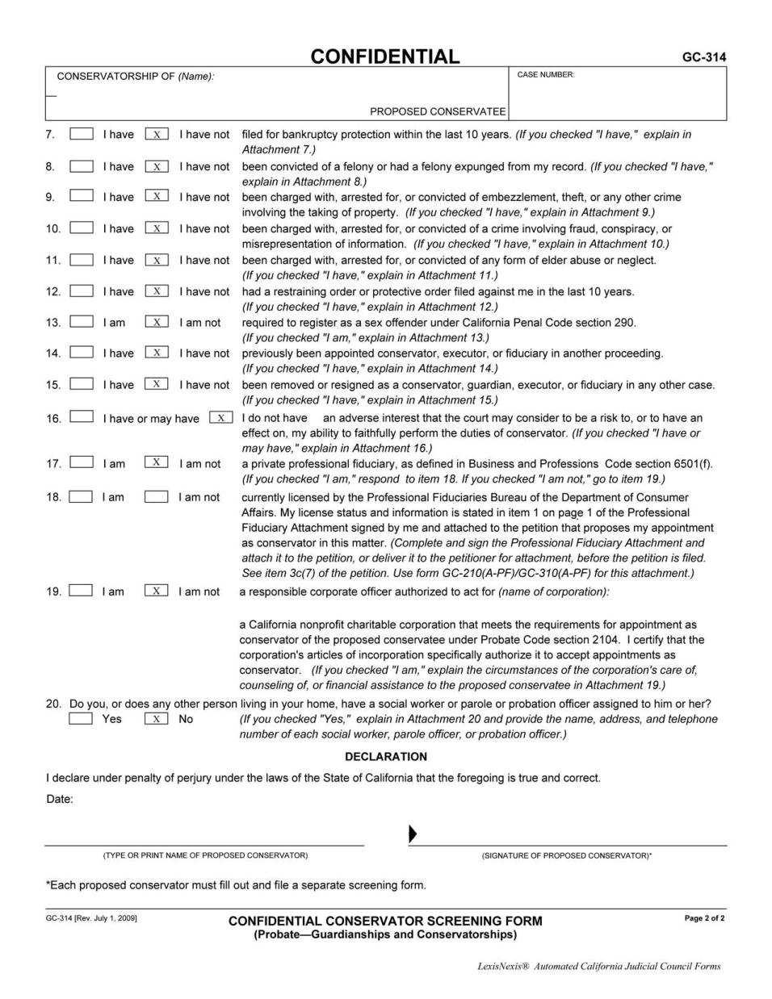 CONFIDENTIAL
GC-314
CONSERVATORSHIP OF (Name):
CASE NUMBER:
PROPOSED CONSERVATEE
7. I have X I have not filed for bankruptcy protection within the last 10 years. (If you checked "I have," explain in
Attachment 7.)
8. I have X I have not been convicted of a felony or had a felony expunged from my record. (If you checked "I have,"
explain in Attachment 8.)
9. I have X I have not been charged with, arrested for, or convicted of embezzlement, theft, or any other crime
involving the taking of property. (If you checked "I have," explain in Attachment 9.)
10. I have X I have not been charged with, arrested for, or convicted of a crime involving fraud, conspiracy, or
misrepresentation of information. (If you checked "I have," explain in Attachment 10.)
11. I have X I have not been charged with, arrested for, or convicted of any form of elder abuse or neglect.
(If you checked "I have," explain in Attachment 11.)
12. I have X I have not had a restraining order or protective order filed against me in the last 10 years.
(If you checked "I have," explain in Attachment 12.)
13. I am X I am not required to register as a sex offender under California Penal Code section 290.
(If you checked "I am," explain in Attachment 13.)
14. I have X I have not previously been appointed conservator, executor, or fiduciary in another proceeding.
(If you checked "I have," explain in Attachment 14.)
15. I have X I have not been removed or resigned as a conservator, guardian, executor, or fiduciary in any other case.
(If you checked "I have," explain in Attachment 15.)
16. I have or may have X I do not have an adverse interest that the court may consider to be a risk to, or to have an
effect on, my ability to faithfully perform the duties of conservator. (If you checked "I have or
may have," explain in Attachment 16.)
17. I am X I am not a private professional fiduciary, as defined in Business and Professions Code section 6501(f).
(If you checked "I am," respond to item 18. If you checked "I am not," go to item 19.)
18. I am I am not currently licensed by the Professional Fiduciaries Bureau of the Department of Consumer
Affairs. My license status and information is stated in item 1 on page 1 of the Professional
Fiduciary Attachment signed by me and attached to the petition that proposes my appointment
as conservator in this matter. (Complete and sign the Professional Fiduciary Attachment and
attach it to the petition, or deliver it to the petitioner for attachment, before the petition is filed.
See item 3c(7) of the petition. Use form GC-210(A-PF)/GC-310(A-PF) for this attachment.)
19. I am X I am not a responsible corporate officer authorized to act for (name of corporation):
a California nonprofit charitable corporation that meets the requirements for appointment as
conservator of the proposed conservatee under Probate Code section 2104. I certify that the
corporation's articles of incorporation specifically authorize it to accept appointments as
conservator. (If you checked "I am," explain the circumstances of the corporation's care of,
counseling of, or financial assistance to the proposed conservatee in Attachment 19.)
20. Do you, or does any other person living in your home, have a social worker or parole or probation officer assigned to him or her?
Yes X No (If you checked "Yes," explain in Attachment 20 and provide the name, address, and telephone
number of each social worker, parole officer, or probation officer.)
DECLARATION
I declare under penalty of perjury under the laws of the State of California that the foregoing is true and correct.
Date:
(TYPE OR PRINT NAME OF PROPOSED CONSERVATOR)
(SIGNATURE OF PROPOSED CONSERVATOR)*
*Each proposed conservator must fill out and file a separate screening form.
GC-314 [Rev. July 1, 2009]
CONFIDENTIAL CONSERVATOR SCREENING FORM
Page 2 of 2
(Probate—Guardianships and Conservatorships)
LexisNexis® Automated California Judicial Council Forms